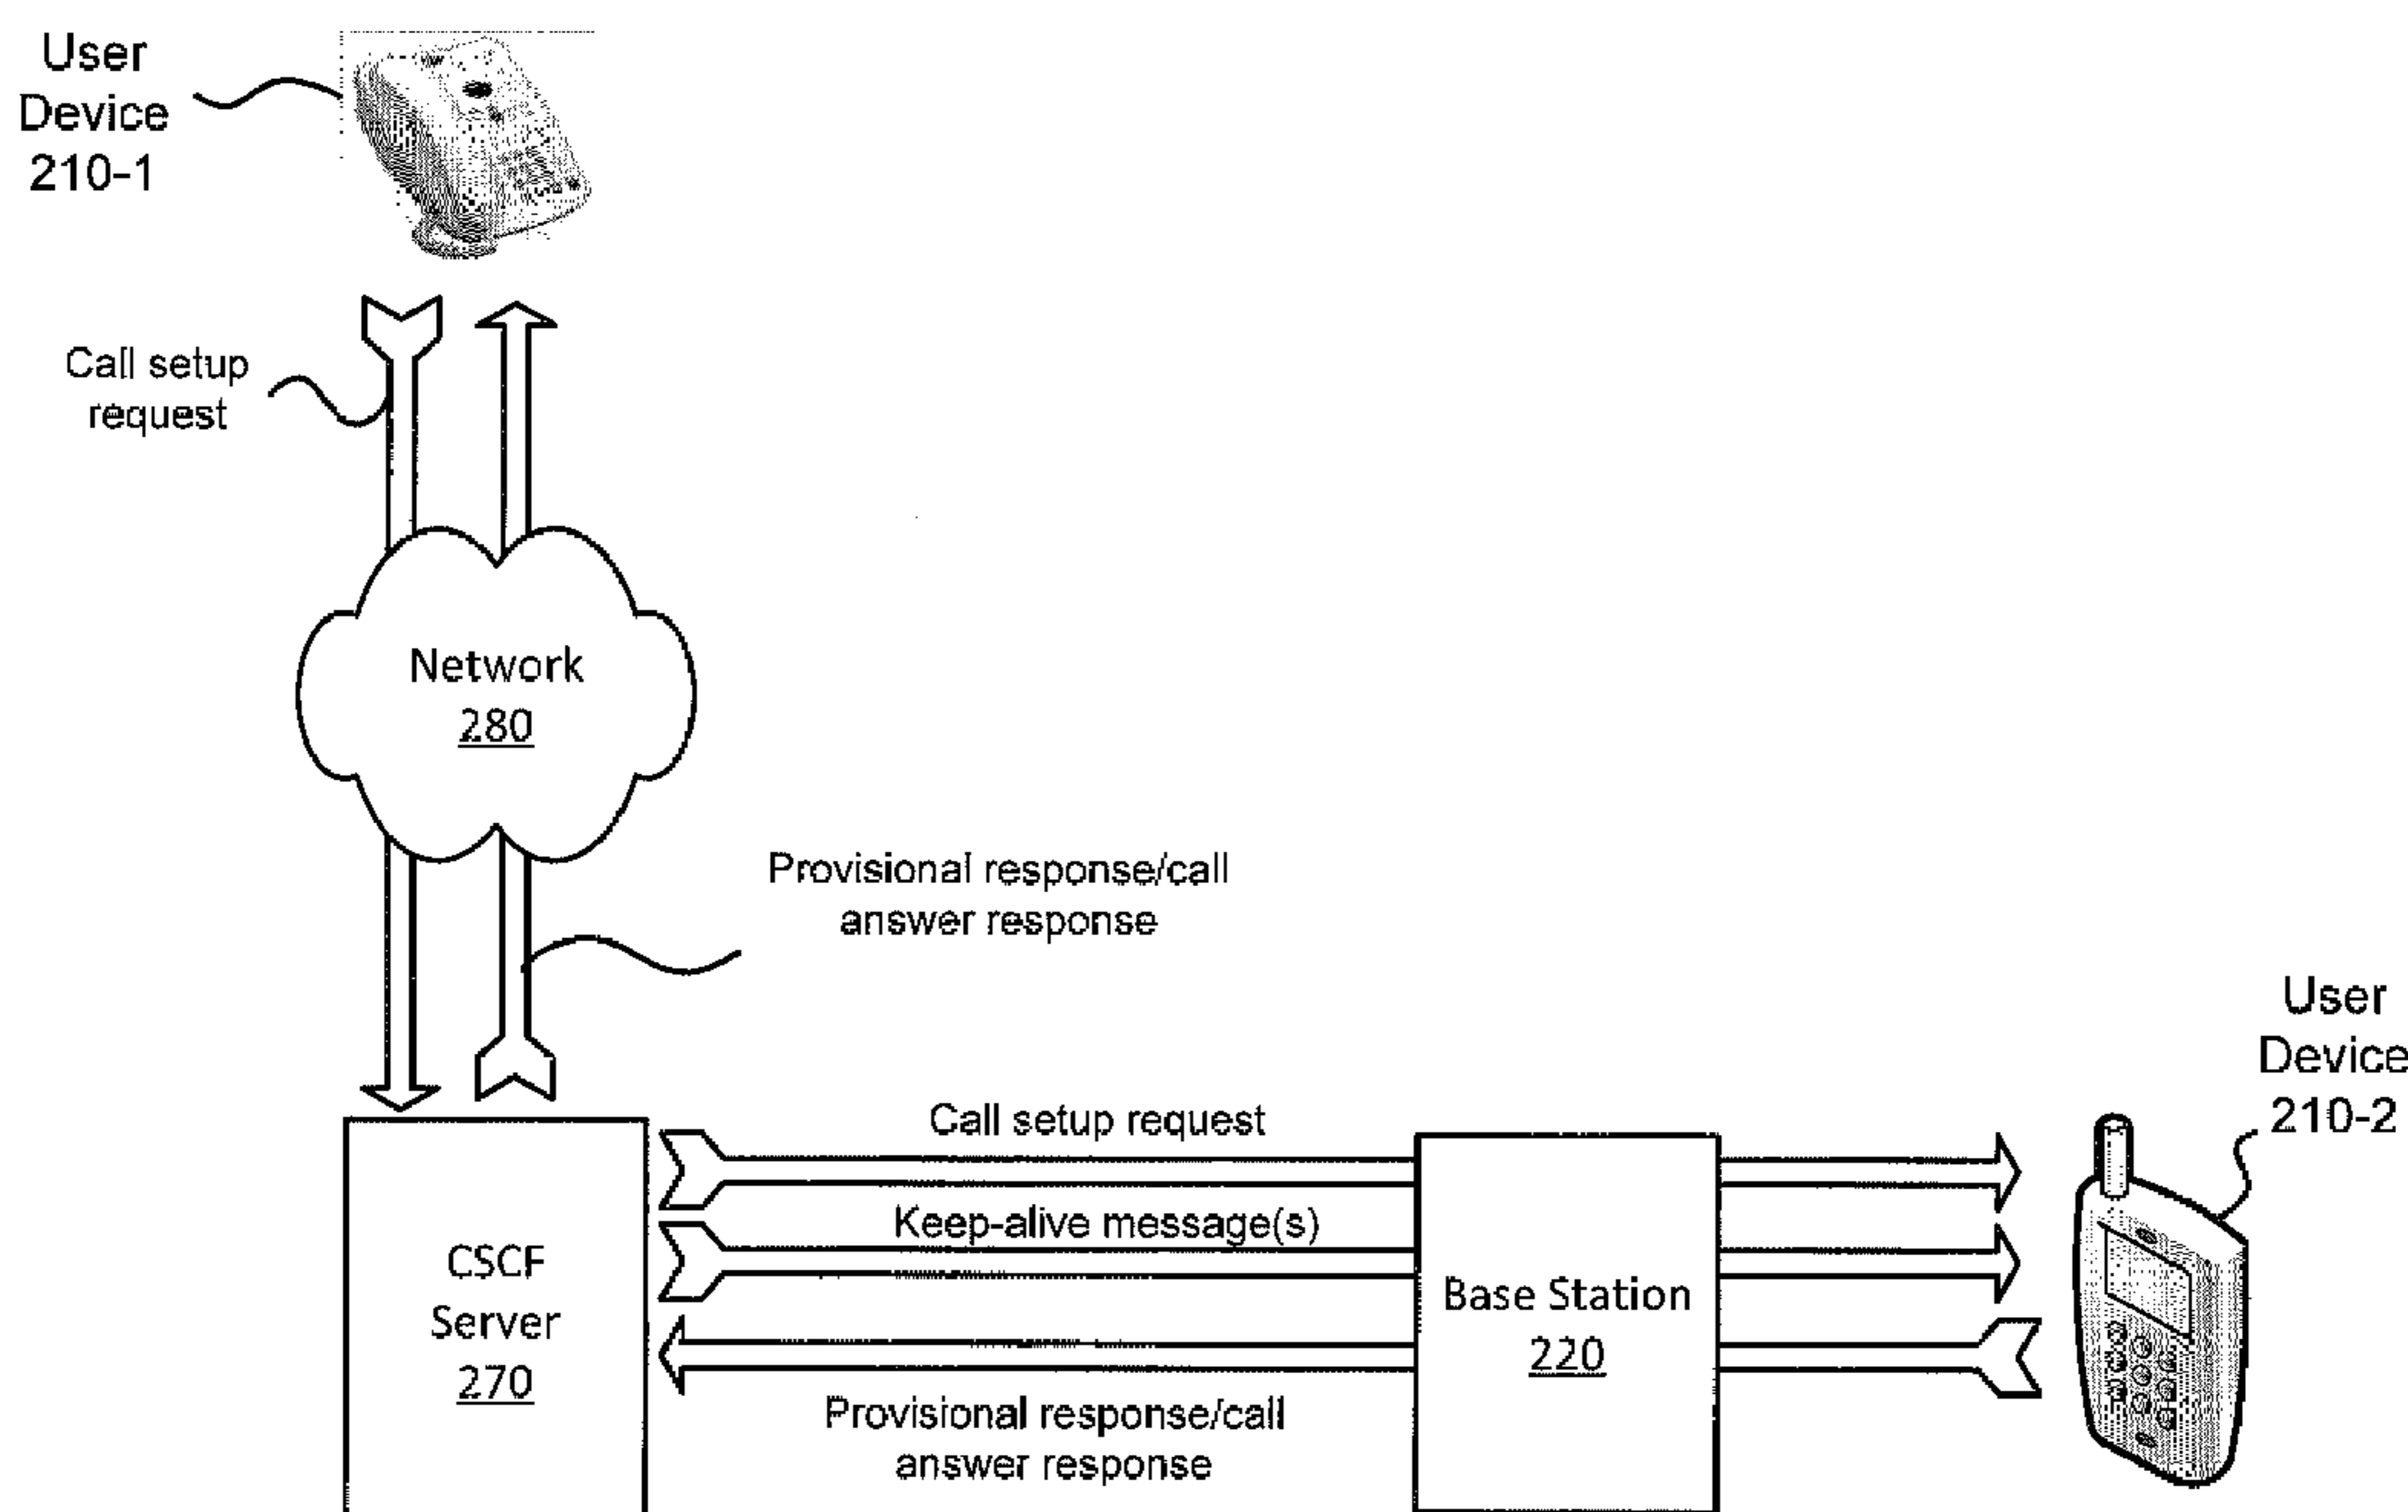 User
Device
210-1
Call setup
request
Network
280
Provisional response/call
answer response
User
Device
210-2
Call setup request
Keep-alive message(s)
CSCF
Server
270
Base Station
220
Provisional response/call
answer response